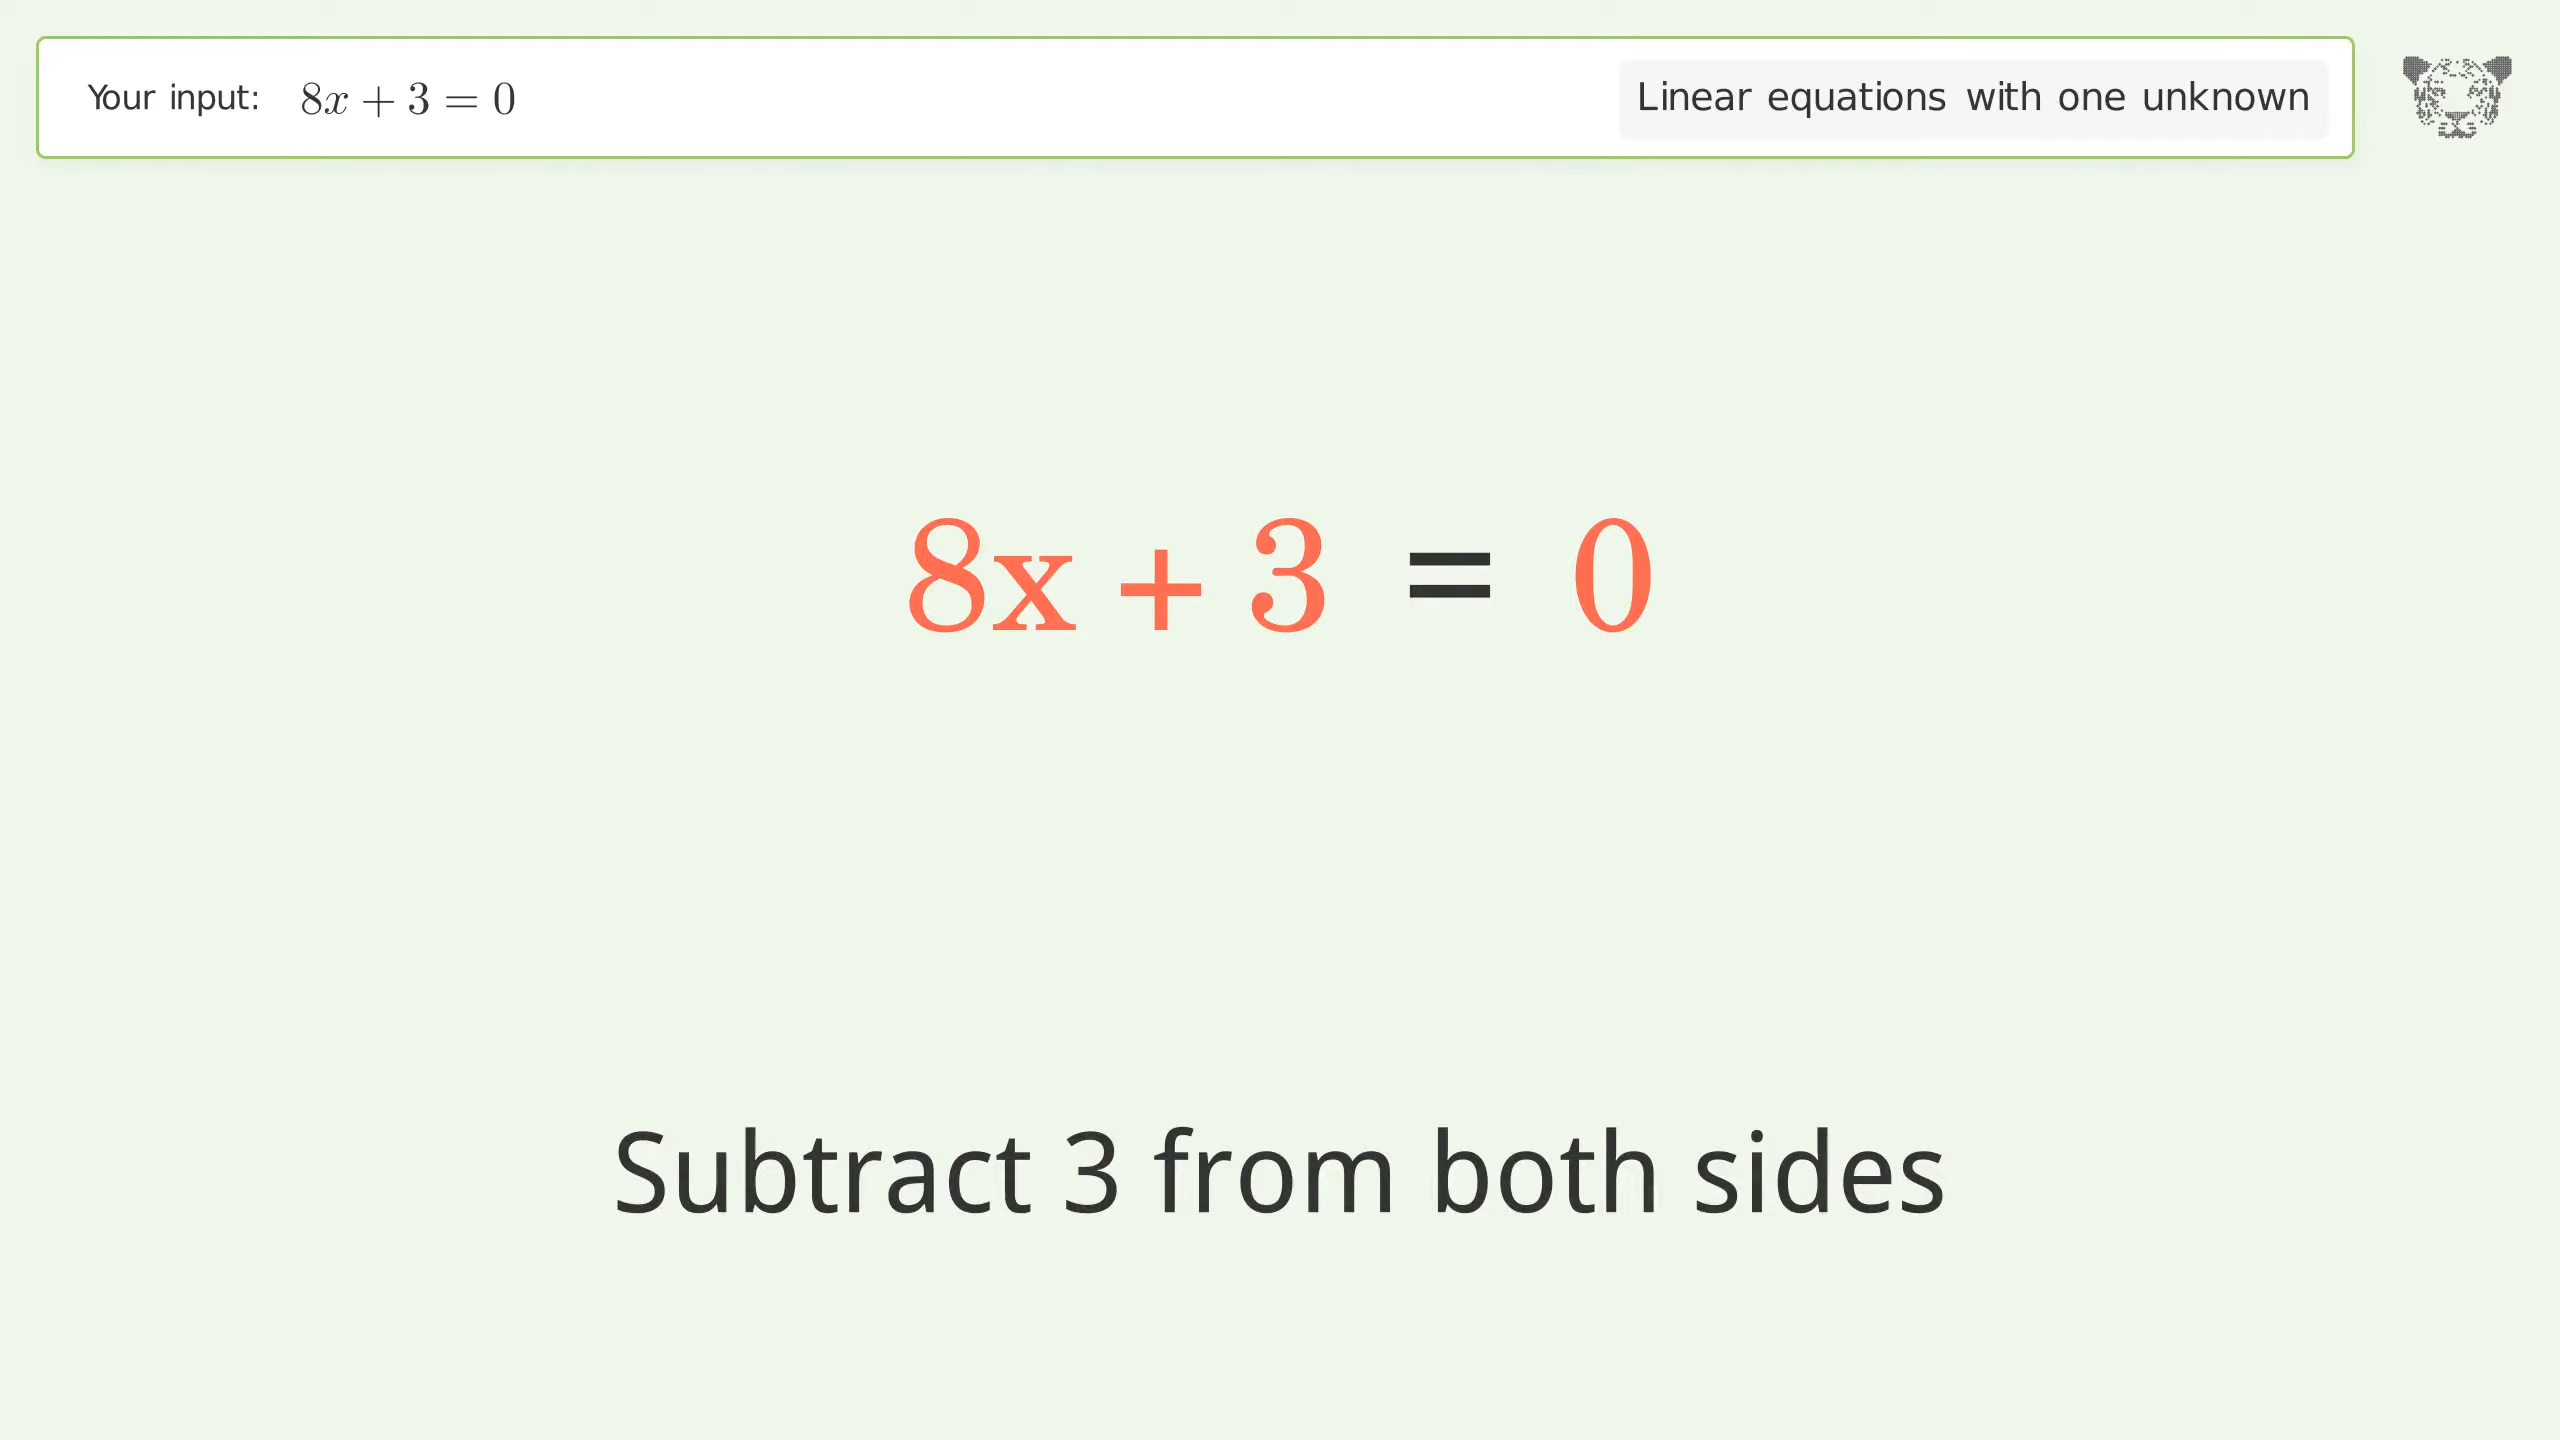 Your input: 8x + 3 = 0
Linear equations with one unknown
8x + 3 = 0
Subtract 3 from both sides